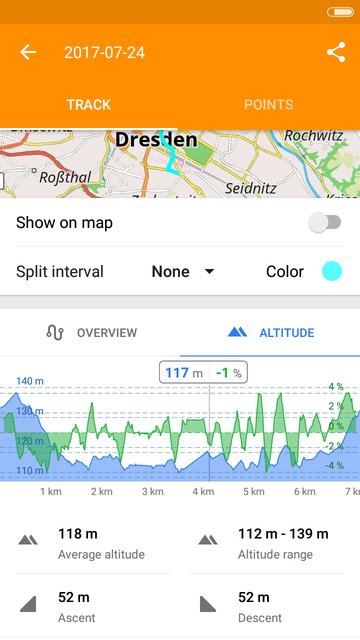 2017-07-24
TRACK
POINTS
Dresden
Rochwitz
Roßthal
Seidnitz
Show on map
Split interval
None
Color
OVERVIEW
ALTITUDE
117 m
-1 %
140 m
4 %
130 m
2 %
0 %
120 m
-2 %
110 m
-4 %
1 km
2 km
3 km
4 km
5 km
6 km
118 m
Average altitude
112 m - 139 m
Altitude range
52 m
Ascent
52 m
Descent